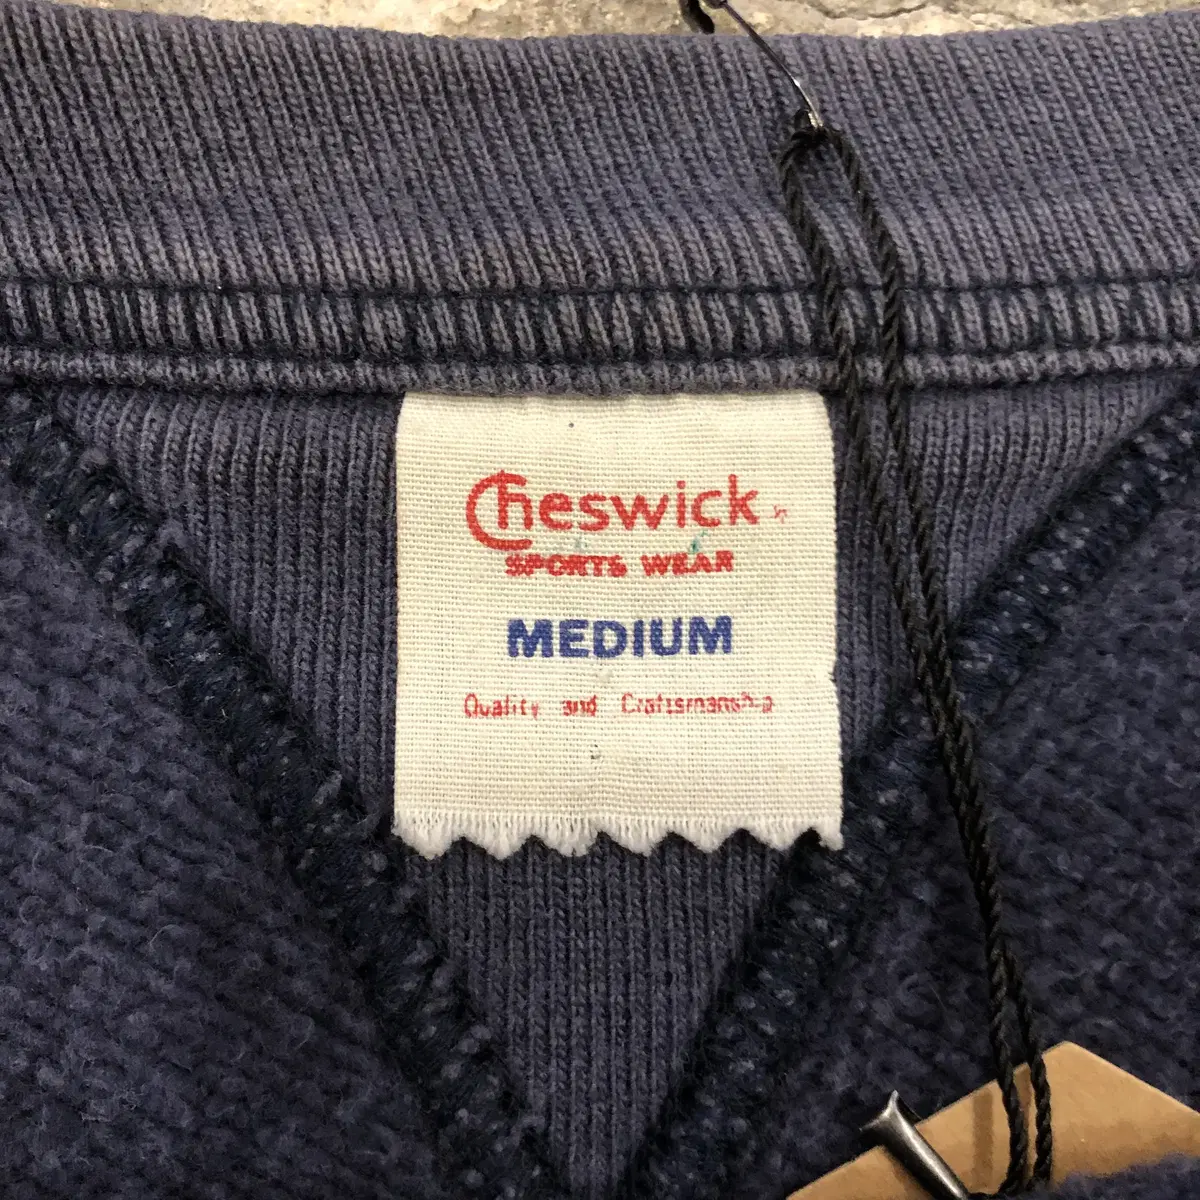 Cheswick
SPORTS WEAR
MEDIUM
Quality and Craftsmanship